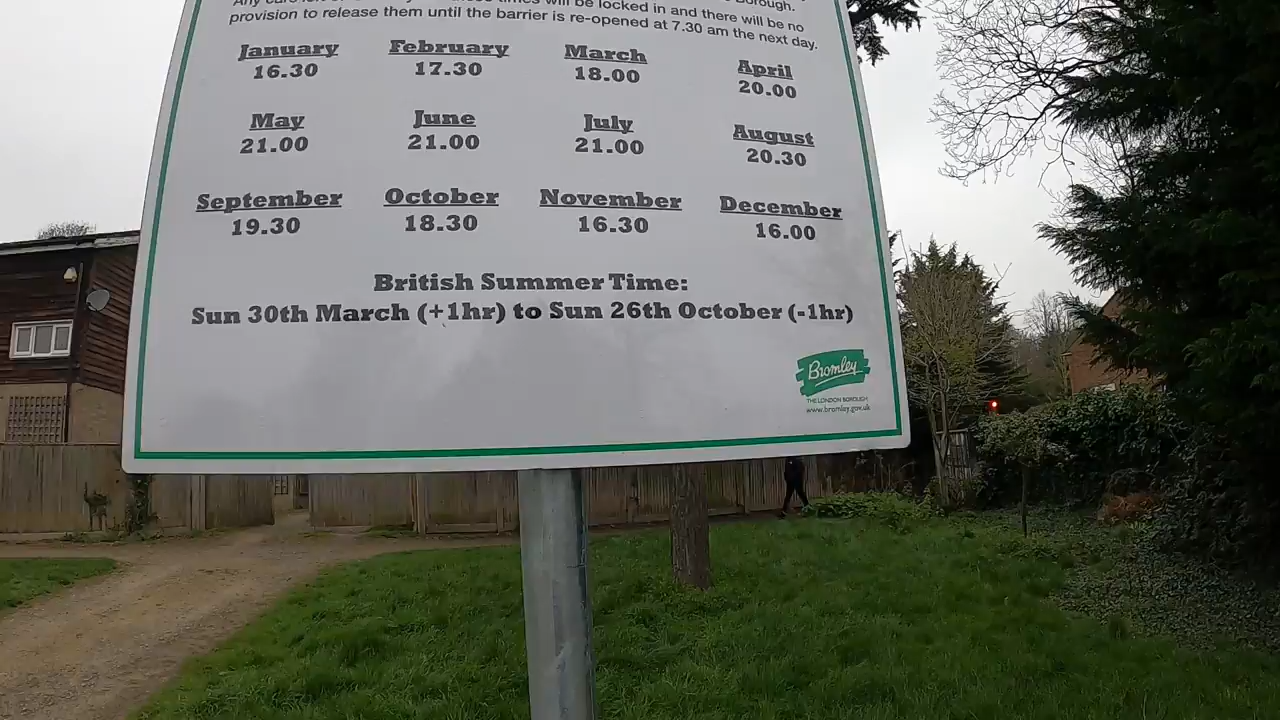 Any cars left times will be locked in and there will be no
provision to release them until the barrier is re-opened at 7.30 am the next day.
January February March April
16.30 17.30 18.00 20.00
May June July August
21.00 21.00 21.00 20.30
September October November December
19.30 18.30 16.30 16.00
British Summer Time:
Sun 30th March (+1hr) to Sun 26th October (-1hr)
Bromley
THE LONDON BOROUGH
www.bromley.gov.uk